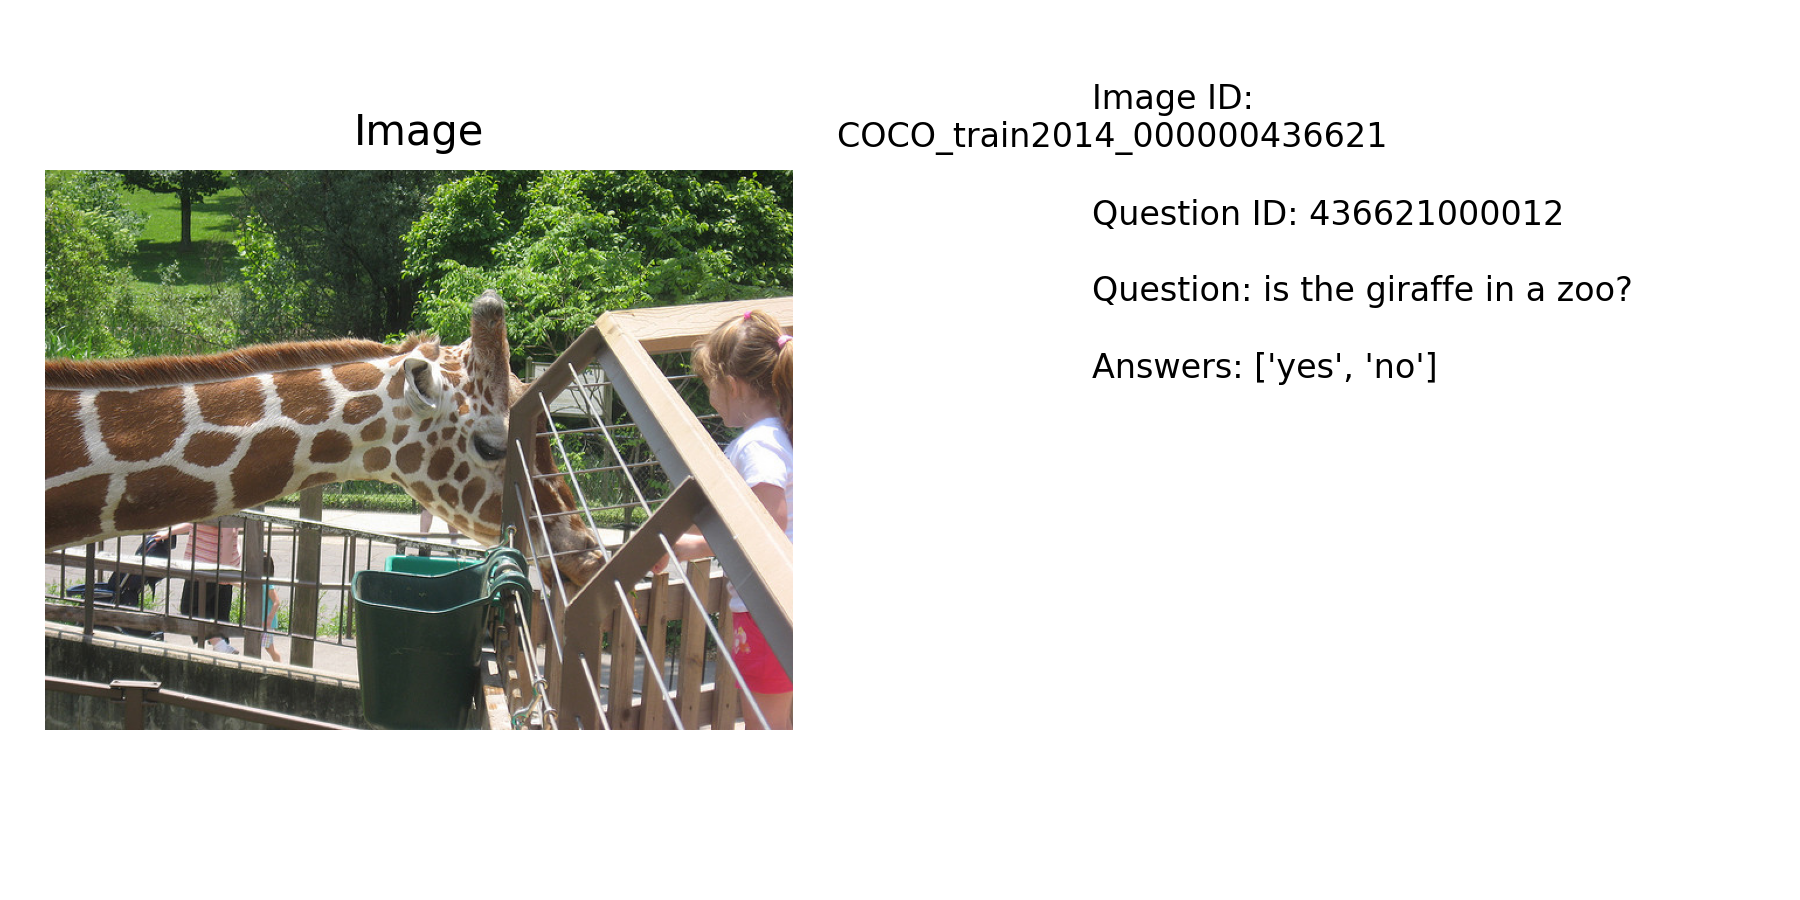 Image
Image ID:
COCO_train2014_000000436621
Question ID: 436621000012
Question: is the giraffe in a zoo?
Answers: ['yes', 'no']